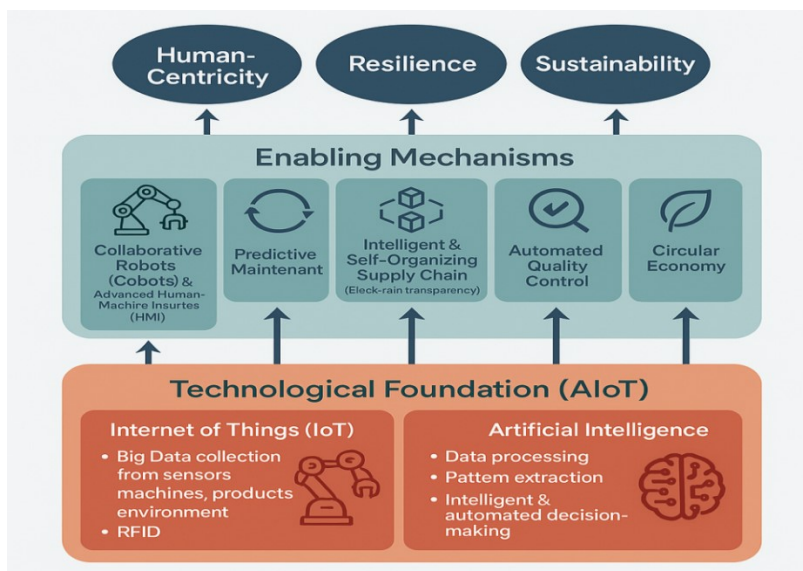 Human-
Centricity
Resilience
Sustainability
Enabling Mechanisms
Collaborative
Robots
(Cobots) &
Advanced Human-
Machine Insurtes
(HMI)
Predictive
Maintenant
Intelligent &
Self-Organizing
Supply Chain
(Eleck-rain transparency)
Automated
Quality
Control
Circular
Economy
Technological Foundation (AIoT)
Internet of Things (IoT)
• Big Data collection
from sensors
machines, products
environment
• RFID
Artificial Intelligence
• Data processing
• Pattem extraction
• Intelligent &
automated decision-
making